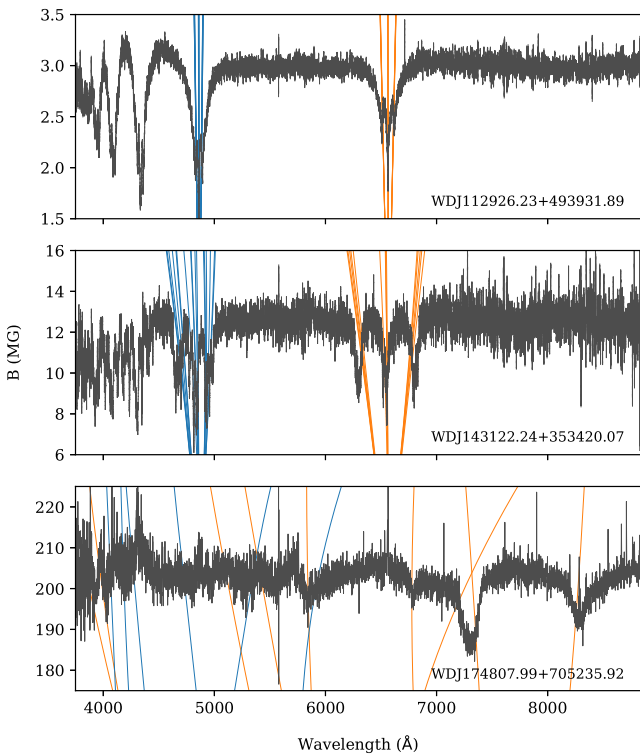 3.5
3.0
2.5
2.0
1.5
WDJ112926.23+493931.89
16
14
12
10
8
6
WDJ143122.24+353420.07
B (MG)
220
210
200
190
180
WDJ174807.99+705235.92
4000 5000 6000 7000 8000
Wavelength (Å)